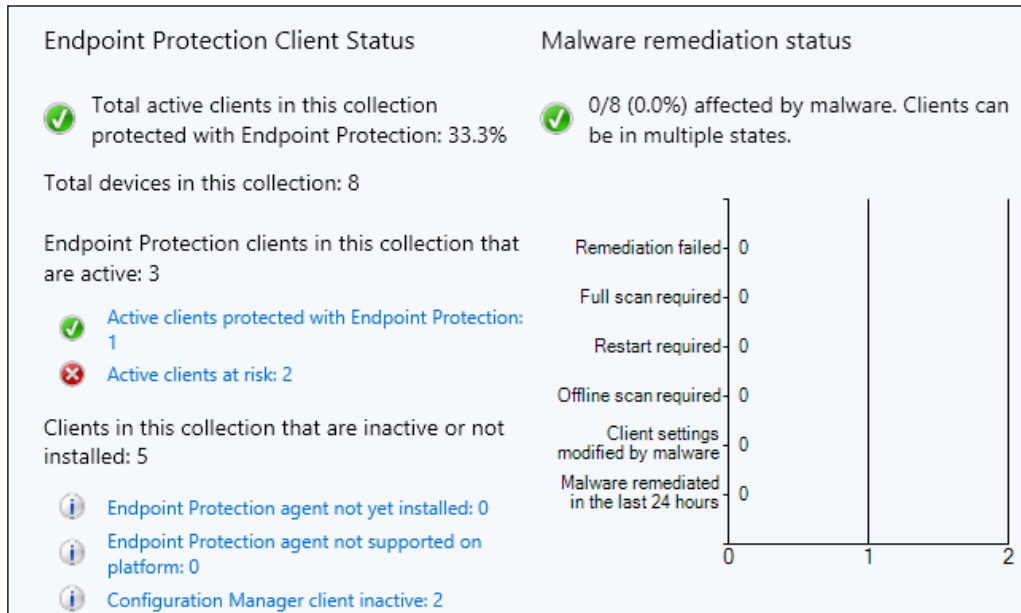 Endpoint Protection Client Status
Total active clients in this collection
protected with Endpoint Protection: 33.3%
Total devices in this collection: 8
Endpoint Protection clients in this collection that
are active: 3
Active clients protected with Endpoint Protection:
1
Active clients at risk: 2
Clients in this collection that are inactive or not
installed: 5
Endpoint Protection agent not yet installed: 0
Endpoint Protection agent not supported on
platform: 0
Configuration Manager client inactive: 2
Malware remediation status
0/8 (0.0%) affected by malware. Clients can
be in multiple states.
Remediation failed 0
Full scan required 0
Restart required 0
Offline scan required 0
Client settings
modified by malware 0
Malware remediated
in the last 24 hours 0
0 1 2